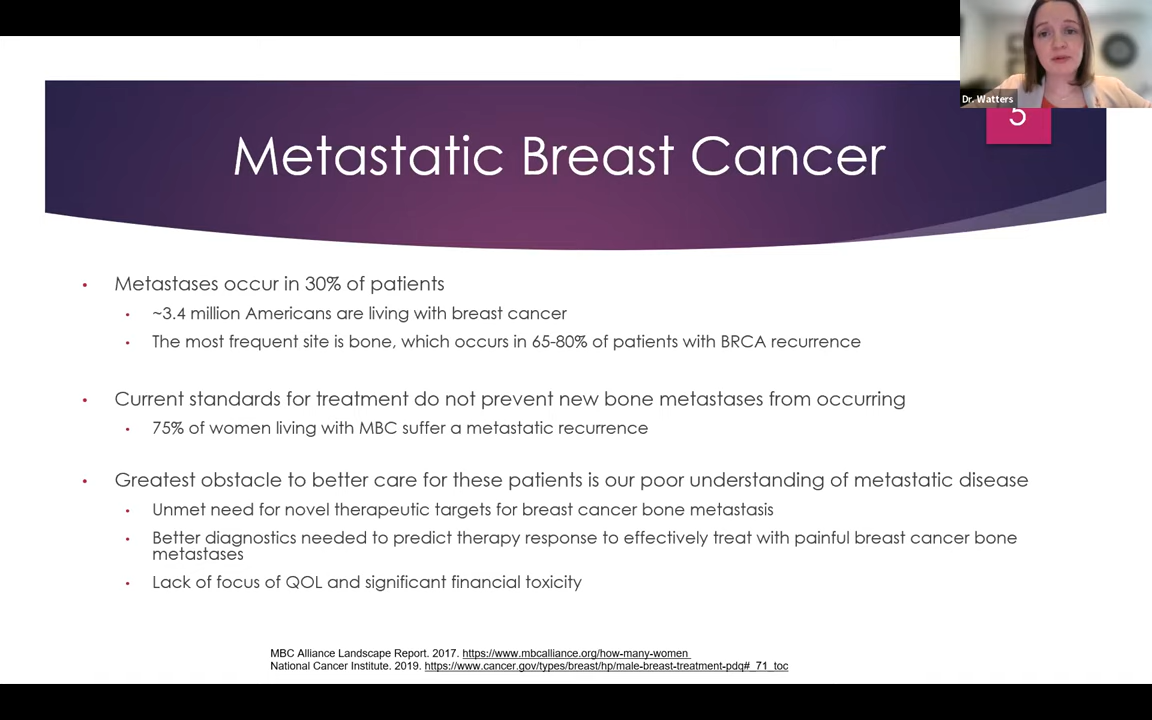 Dr. Watters
5
Metastatic Breast Cancer
• Metastases occur in 30% of patients
• ~3.4 million Americans are living with breast cancer
• The most frequent site is bone, which occurs in 65-80% of patients with BRCA recurrence
• Current standards for treatment do not prevent new bone metastases from occurring
• 75% of women living with MBC suffer a metastatic recurrence
• Greatest obstacle to better care for these patients is our poor understanding of metastatic disease
• Unmet need for novel therapeutic targets for breast cancer bone metastasis
• Better diagnostics needed to predict therapy response to effectively treat with painful breast cancer bone
metastases
• Lack of focus of QOL and significant financial toxicity
MBC Alliance Landscape Report. 2017. https://www.mbcalliance.org/how-many-women
National Cancer Institute. 2019. https://www.cancer.gov/types/breast/hp/male-breast-treatment-pdq#_71_toc